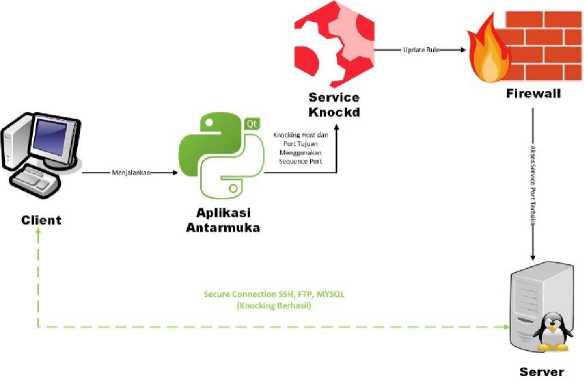 Service
Knockd
Update Rule
Firewall
Qt
Knocking Host dan
Port Tujuan
Menggunakan
Sequence Port
Menjalankan
Client
Aplikasi
Antarmuka
Akses Service Port Terbuka
Secure Connection SSH, FTP, MYSQL
(Knocking Berhasil)
Server